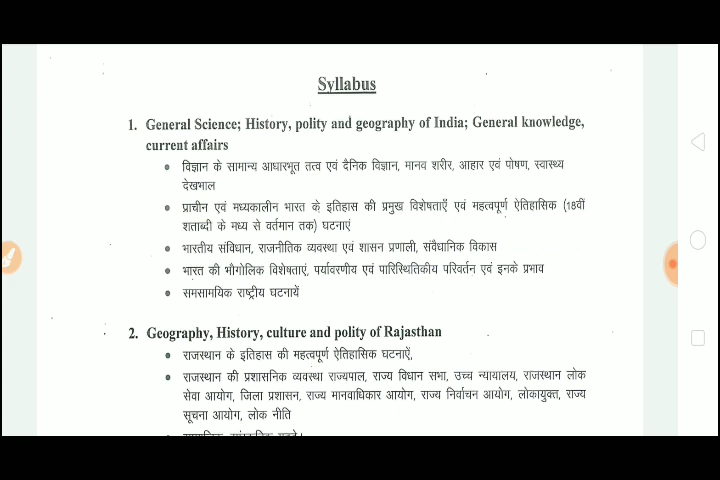 Syllabus
1. General Science; History, polity and geography of India; General knowledge,
current affairs
• विज्ञान के सामान्य आधारभूत तत्व एवं दैनिक विज्ञान, मानव शरीर, आहार एवं पोषण, स्वास्थ्य
देखभाल
• प्राचीन एवं मध्यकालीन भारत के इतिहास की प्रमुख विशेषताएँ एवं महत्वपूर्ण ऐतिहासिक (18वीं
शताब्दी के मध्य से वर्तमान तक) घटनाएं
• भारतीय संविधान, राजनीतिक व्यवस्था एवं शासन प्रणाली, संवैधानिक विकास
• भारत की भौगोलिक विशेषताएं, पर्यावरणीय एवं पारिस्थितिकीय परिवर्तन एवं इनके प्रभाव
• समसामयिक राष्ट्रीय घटनायें
2. Geography, History, culture and polity of Rajasthan
• राजस्थान के इतिहास की महत्वपूर्ण ऐतिहासिक घटनाऐं,
• राजस्थान की प्रशासनिक व्यवस्था राज्यपाल, राज्य विधान सभा, उच्च न्यायालय, राजस्थान लोक
सेवा आयोग, जिला प्रशासन, राज्य मानवाधिकार आयोग, राज्य निर्वाचन आयोग, लोकायुक्त, राज्य
सूचना आयोग, लोक नीति